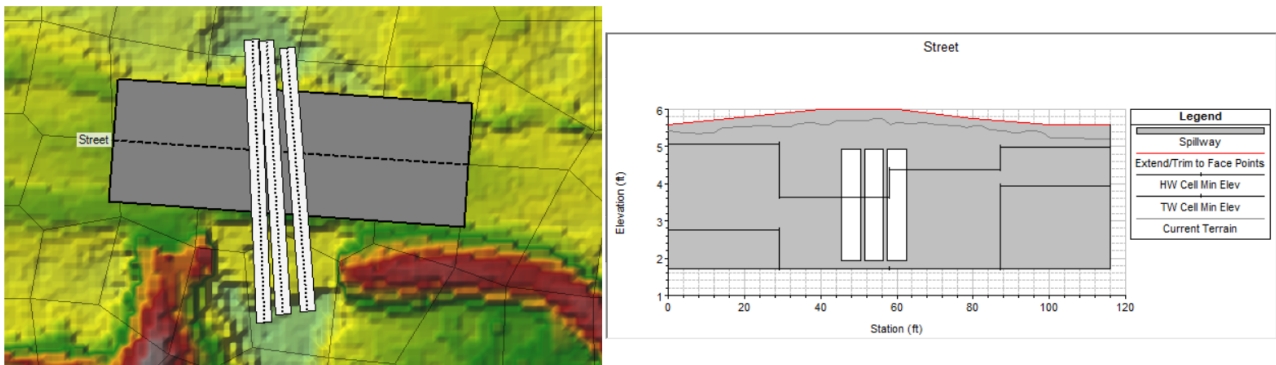 Street
Street
Elevation (ft)
6
5
4
3
2
1
0
20
40
60
80
100
120
Station (ft)
Legend
Spillway
Extend/Trim to Face Points
HW Cell Min Elev
TW Cell Min Elev
Current Terrain